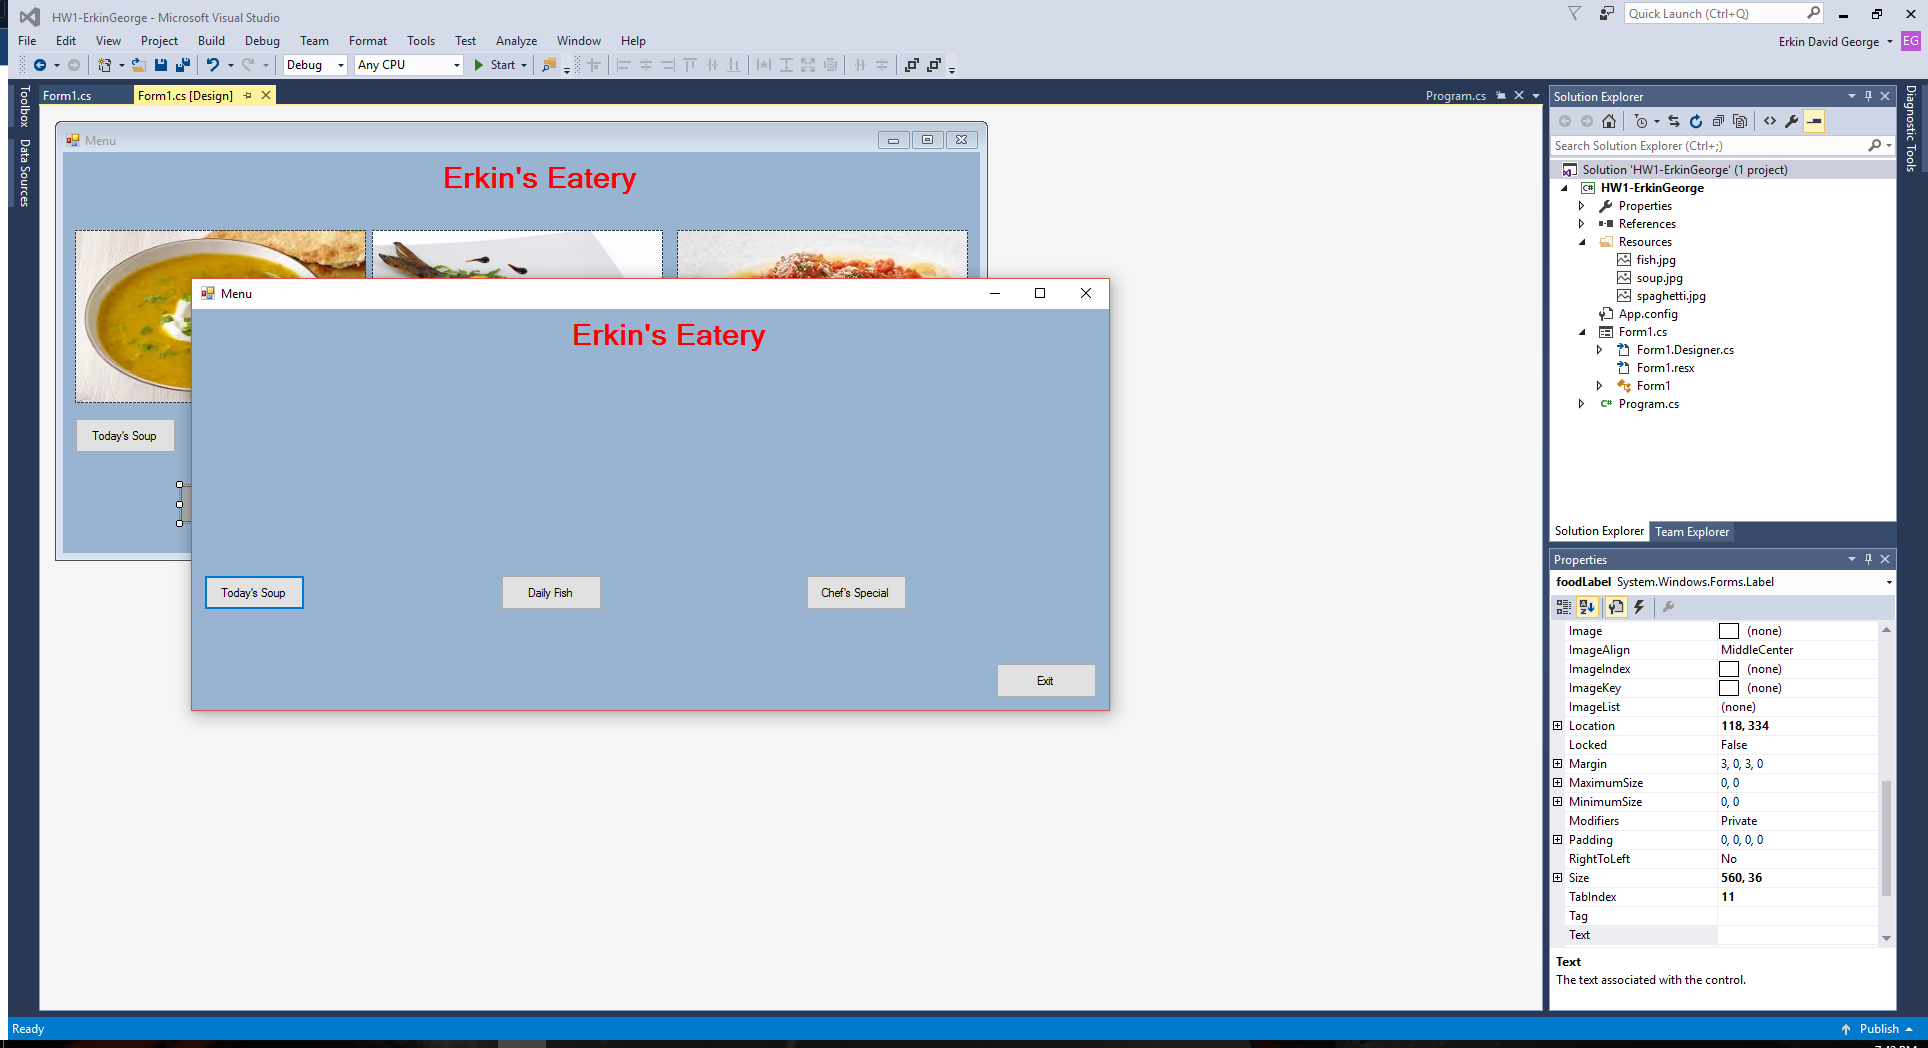 HW1-ErkinGeorge - Microsoft Visual Studio
Quick Launch (Ctrl+Q)
File Edit View Project Build Debug Team Format Tools Test Analyze Window Help
Erkin David George EG
Debug Any CPU Start
Toolbox
Data Sources
Form1.cs
Form1.cs [Design]
Program.cs
Menu
Erkin's Eatery
Today's Soup
Menu
Erkin's Eatery
Today's Soup Daily Fish Chef's Special
Exit
Solution Explorer
Search Solution Explorer (Ctrl+;)
Solution 'HW1-ErkinGeorge' (1 project)
C# HW1-ErkinGeorge
Properties
References
Resources
fish.jpg
soup.jpg
spaghetti.jpg
App.config
Form1.cs
Form1.Designer.cs
Form1.resx
Form1
C# Program.cs
Solution Explorer Team Explorer
Diagnostic Tools
Properties
foodLabel System.Windows.Forms.Label
Image (none)
ImageAlign MiddleCenter
ImageIndex (none)
ImageKey (none)
ImageList (none)
Location 118, 334
Locked False
Margin 3, 0, 3, 0
MaximumSize 0, 0
MinimumSize 0, 0
Modifiers Private
Padding 0, 0, 0, 0
RightToLeft No
Size 560, 36
TabIndex 11
Tag
Text
Text
The text associated with the control.
Ready
Publish